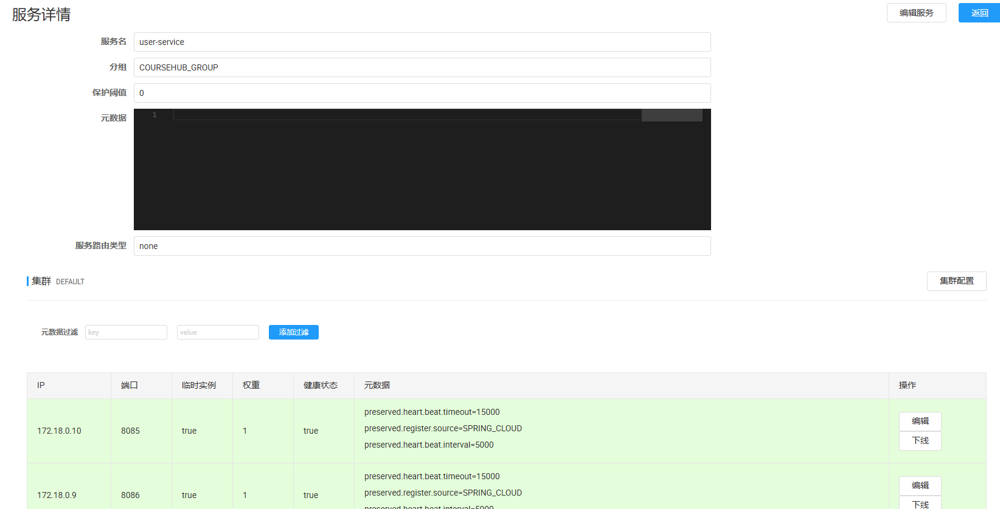 服务详情
编辑服务
返回
服务名 user-service
分组 COURSEHUB_GROUP
保护阈值 0
元数据 1
服务路由类型 none
集群 DEFAULT
集群配置
元数据过滤 key value 添加过滤
IP 端口 临时实例 权重 健康状态 元数据 操作
preserved.heart.beat.timeout=15000
编辑
172.18.0.10 8085 true 1 true preserved.register.source=SPRING_CLOUD
下线
preserved.heart.beat.interval=5000
preserved.heart.beat.timeout=15000
编辑
172.18.0.9 8086 true 1 true preserved.register.source=SPRING_CLOUD
下线
preserved.heart.beat.interval=5000